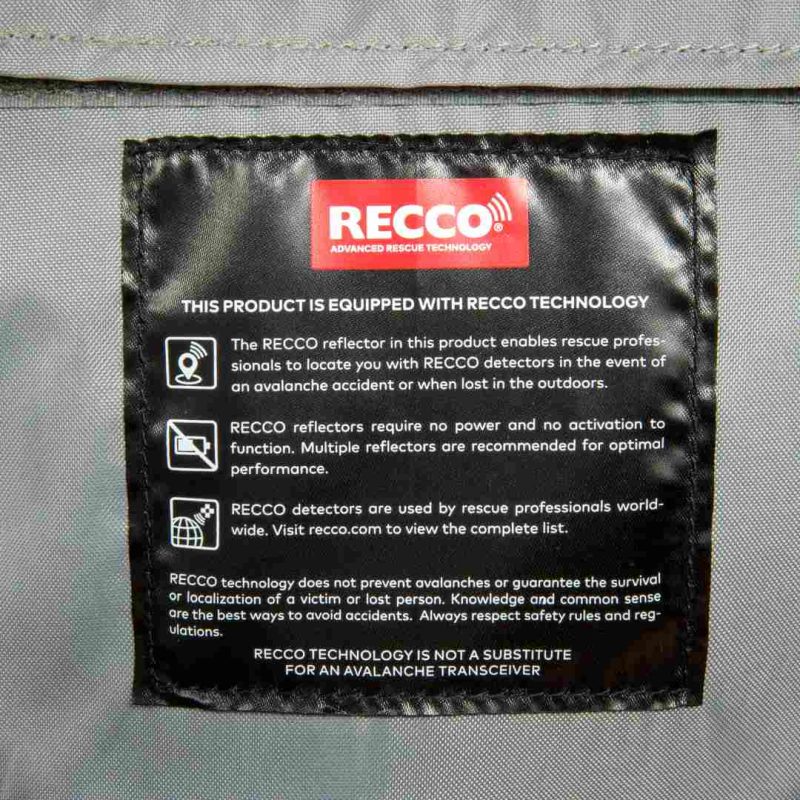 RECCO®
ADVANCED RESCUE TECHNOLOGY
THIS PRODUCT IS EQUIPPED WITH RECCO TECHNOLOGY
The RECCO reflector in this product enables rescue profes-
sionals to locate you with RECCO detectors in the event of
an avalanche accident or when lost in the outdoors.
RECCO reflectors require no power and no activation to
function. Multiple reflectors are recommended for optimal
performance.
RECCO detectors are used by rescue professionals world-
wide. Visit recco.com to view the complete list.
RECCO technology does not prevent avalanches or guarantee the survival
or localization of a victim or lost person. Knowledge and common sense
are the best ways to avoid accidents. Always respect safety rules and reg-
ulations.
RECCO TECHNOLOGY IS NOT A SUBSTITUTE
FOR AN AVALANCHE TRANSCEIVER